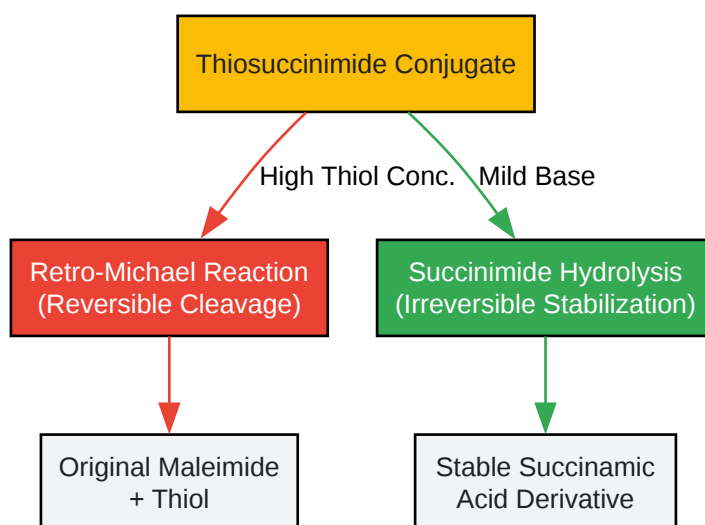 Thiosuccinimide Conjugate
High Thiol Conc.
Mild Base
Retro-Michael Reaction
(Reversible Cleavage)
Succinimide Hydrolysis
(Irreversible Stabilization)
Original Maleimide
+ Thiol
Stable Succinamic
Acid Derivative